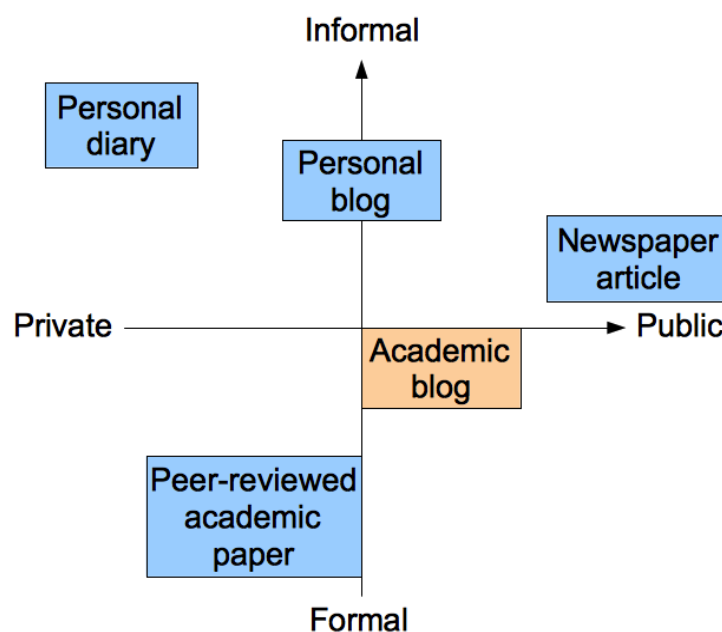 Informal
Personal
diary
Personal
blog
Newspaper
article
Private
Public
Academic
blog
Peer-reviewed
academic
paper
Formal